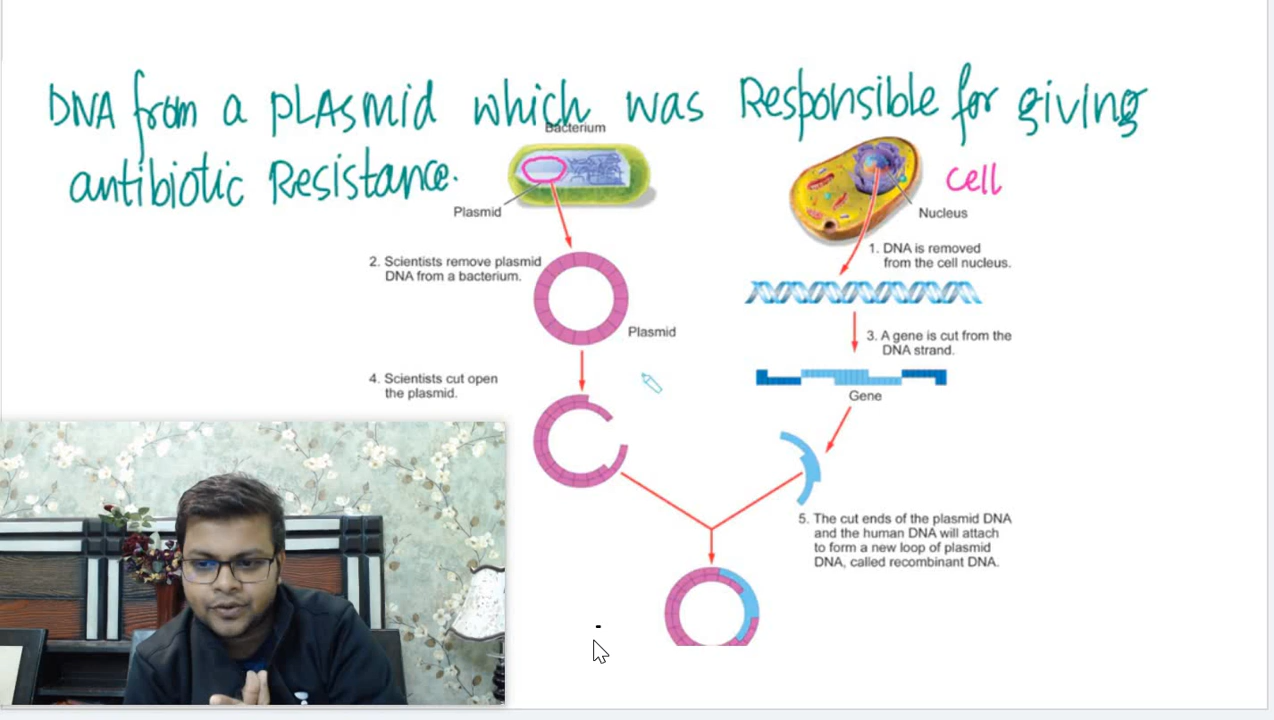 DNA from a PLAsmid which was Responsible for giving
antibiotic Resistance.
Bacterium
Plasmid
cell
Nucleus
1. DNA is removed
from the cell nucleus.
2. Scientists remove plasmid
DNA from a bacterium.
Plasmid
3. A gene is cut from the
DNA strand.
Gene
4. Scientists cut open
the plasmid.
5. The cut ends of the plasmid DNA
and the human DNA will attach
to form a new loop of plasmid
DNA, called recombinant DNA.